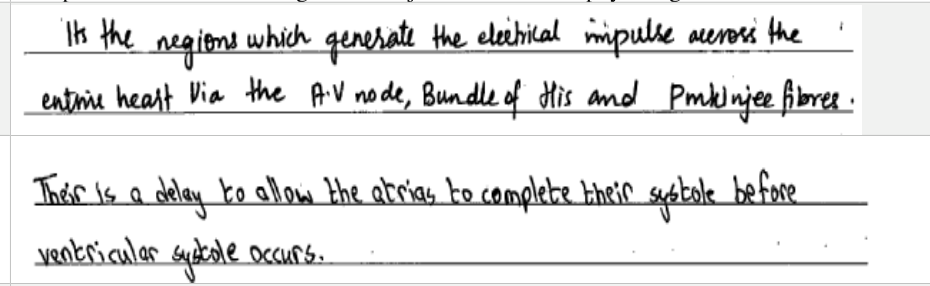 Its the regions which generate the electrical impulse accross the
entire heart Via the A.V node, Bundle of His and Purkinjee fibres.
Their is a delay to allow the atrias to complete their systole before
ventricular systole occurs.